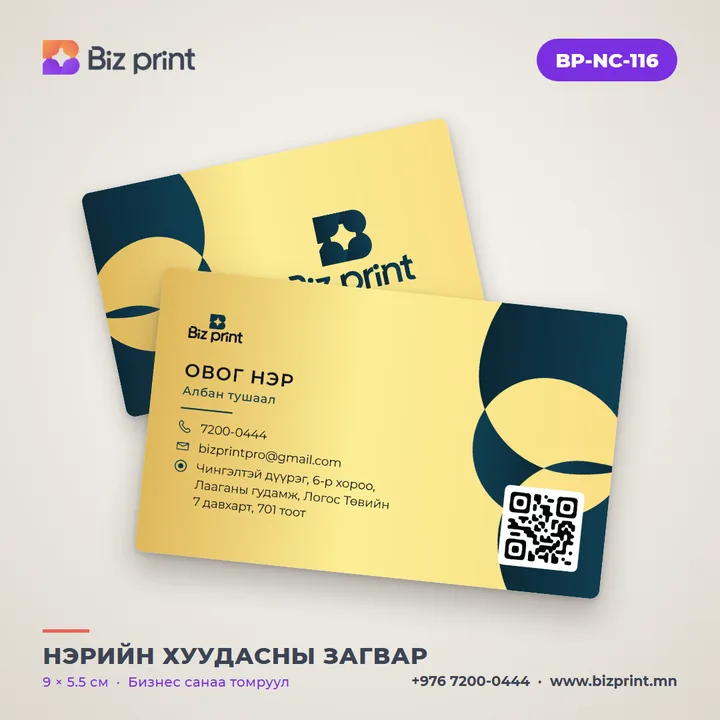 Biz print
BP-NC-116
Biz print
Biz print
ОВОГ НЭР
Албан тушаал
7200-0444
bizprintpro@gmail.com
Чингэлтэй дүүрэг, 6-р хороо,
Лааганы гудамж, Логос Төвийн
7 давхарт, 701 тоот
НЭРИЙН ХУУДАСНЫ ЗАГВАР
9 × 5.5 см · Бизнес санаа томруул
+976 7200-0444 · www.bizprint.mn